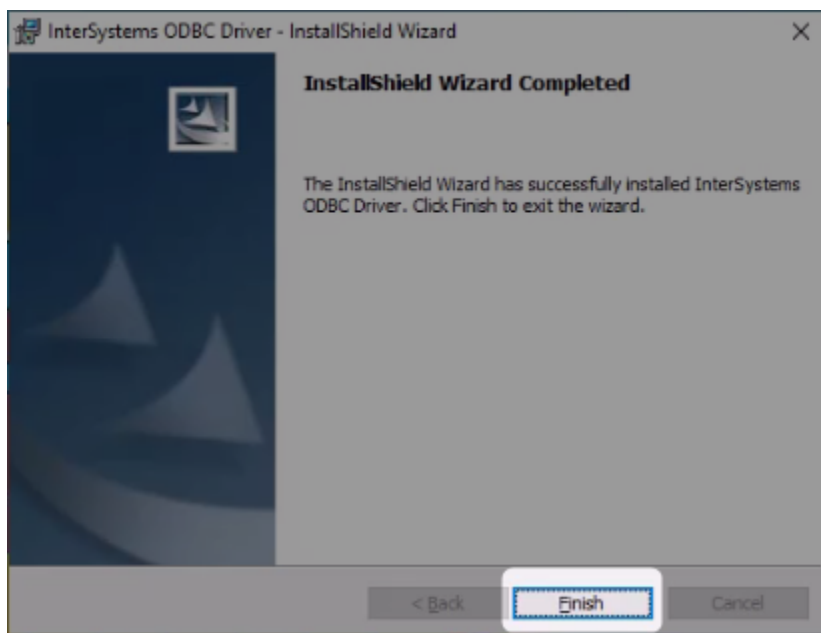 InterSystems ODBC Driver - InstallShield Wizard
InstallShield Wizard Completed
The InstallShield Wizard has successfully installed InterSystems
ODBC Driver. Click Finish to exit the wizard.
< Back
Finish
Cancel